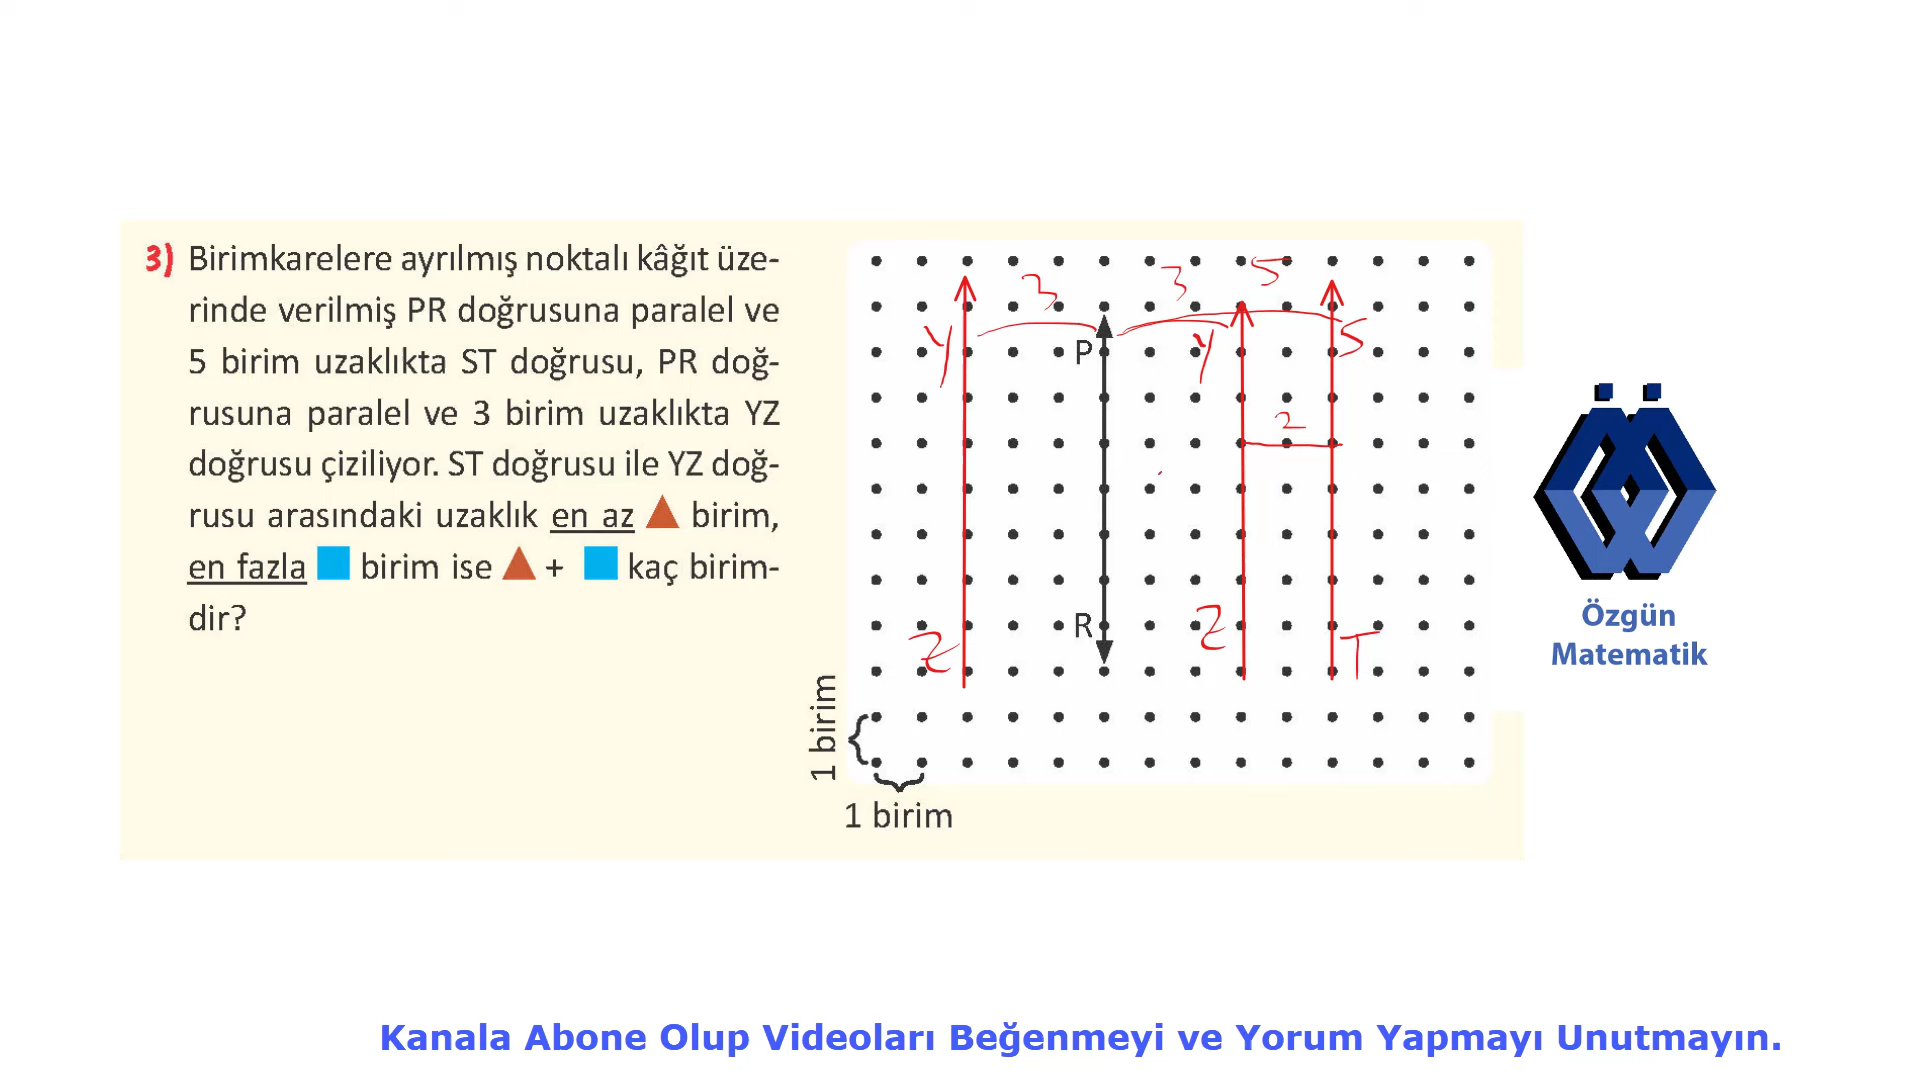 3) Birimkarelere ayrılmış noktalı kâğıt üze-
rinde verilmiş PR doğrusuna paralel ve
5 birim uzaklıkta ST doğrusu, PR doğ-
rusuna paralel ve 3 birim uzaklıkta YZ
doğrusu çiziliyor. ST doğrusu ile YZ doğ-
rusu arasındaki uzaklık en az birim,
en fazla birim ise + kaç birim-
dir?
3
3
5
Y
P
Y
S
2
R
Z
Z
T
1 birim
1 birim
Özgün
Matematik
Kanala Abone Olup Videoları Beğenmeyi ve Yorum Yapmayı Unutmayın.